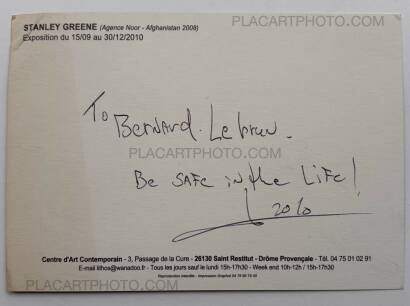 PLACARTPHOTO.COM
STANLEY GREENE (Agence Noor - Afghanistan 2008)
Exposition du 15/09 au 30/12/2010
To
Bernard. Lebrun.
PLACARTPHOTO.COM
Be safe in the life!
2010
Centre d'Art Contemporain - 3, Passage de la Cure - 26130 Saint Restitut - Drôme Provençale - Tél. 04 75 01 02 91
E-mail lithos@wanadoo.fr - Tous les jours sauf le lundi 15h-17h30 - Week end 10h-12h / 15h-17h30
PLACARTPHOTO.COM